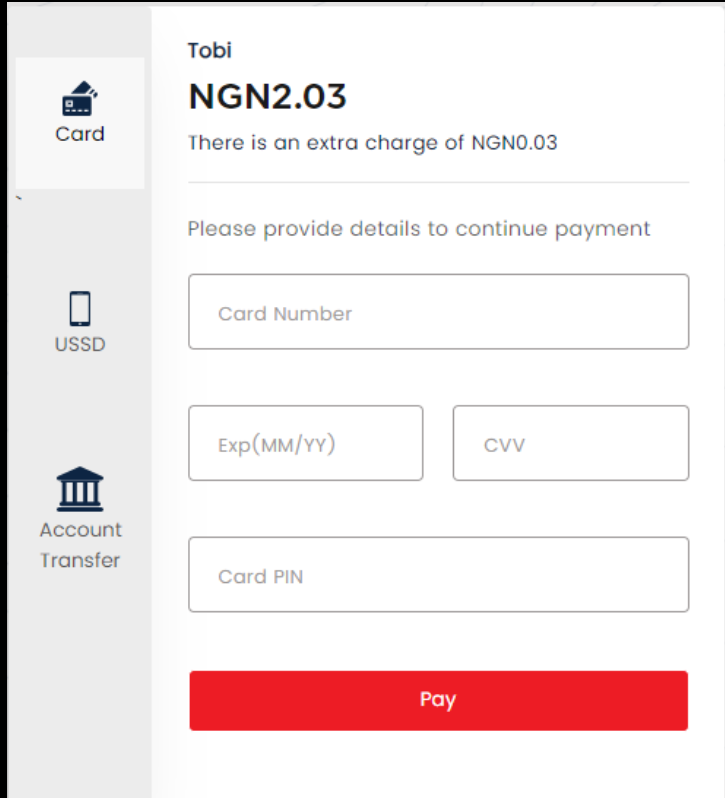 Card
USSD
Account
Transfer
Tobi
NGN2.03
There is an extra charge of NGN0.03
Please provide details to continue payment
Card Number
Exp(MM/YY)
CVV
Card PIN
Pay